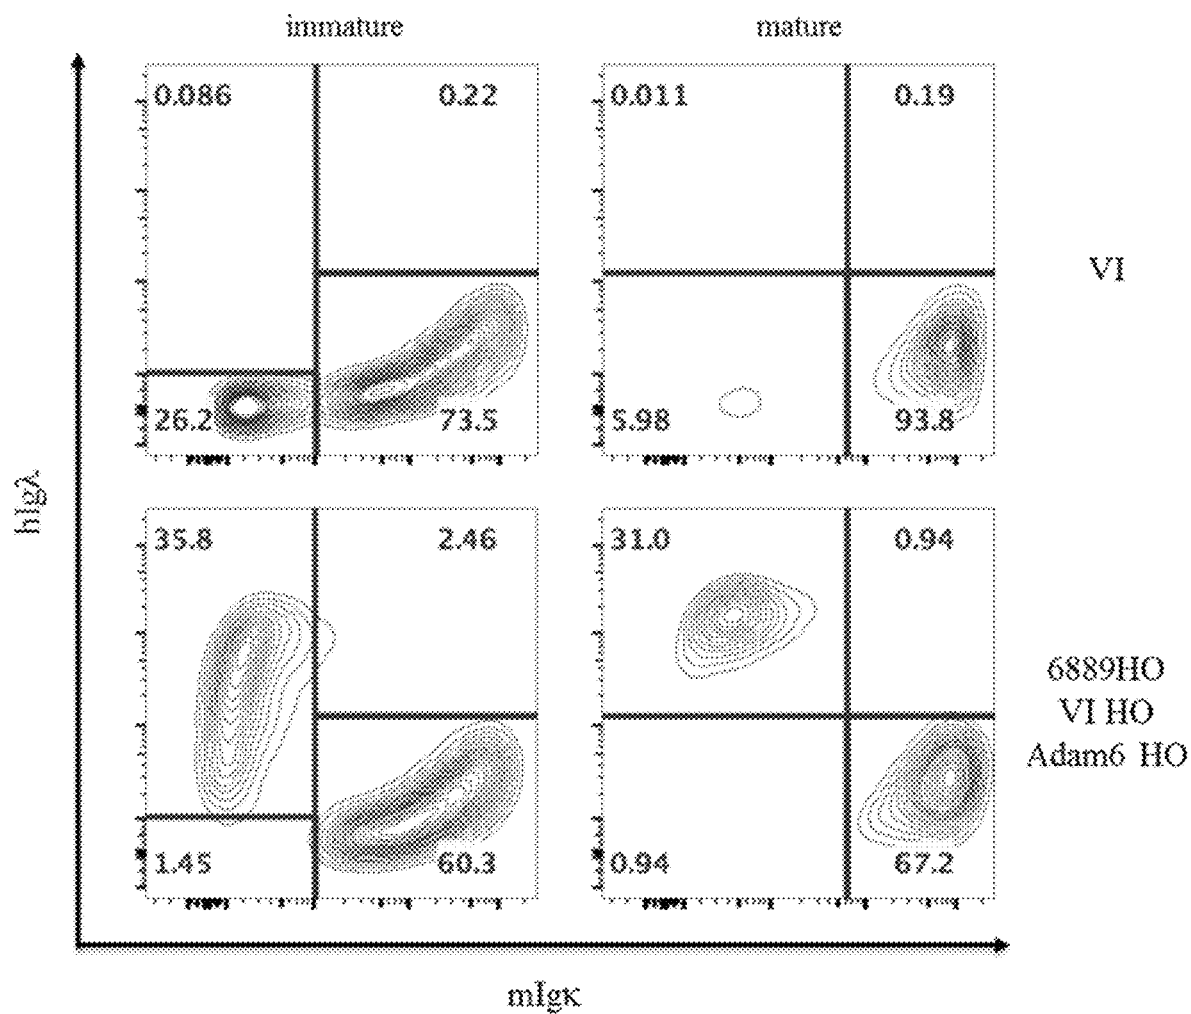 immature mature
0.086 0.22 0.011 0.19
VI
26.2 73.5 5.98 93.8
hIgλ
35.8 2.46 31.0 0.94
6889HO
VI HO
Adam6 HO
1.45 60.3 0.94 67.2
mIgκ